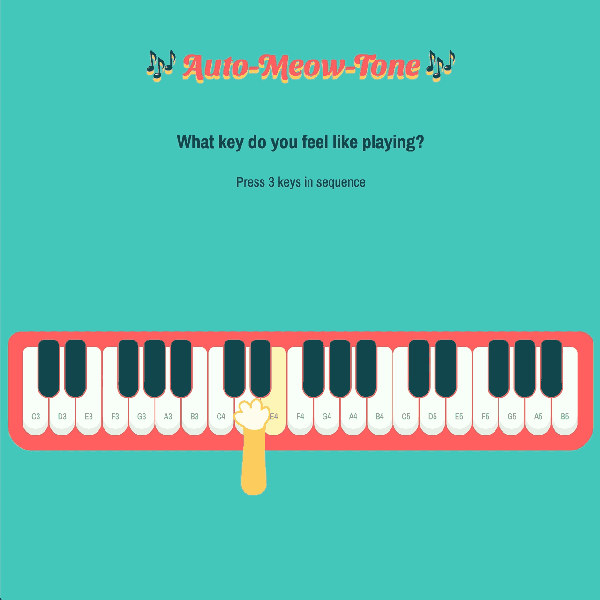 Auto-Meow-Tone
What key do you feel like playing?
Press 3 keys in sequence
C3 D3 E3 F3 G3 A3 B3 C4 E4 F4 G4 A4 B4 C5 D5 E5 F5 G5 A5 B5